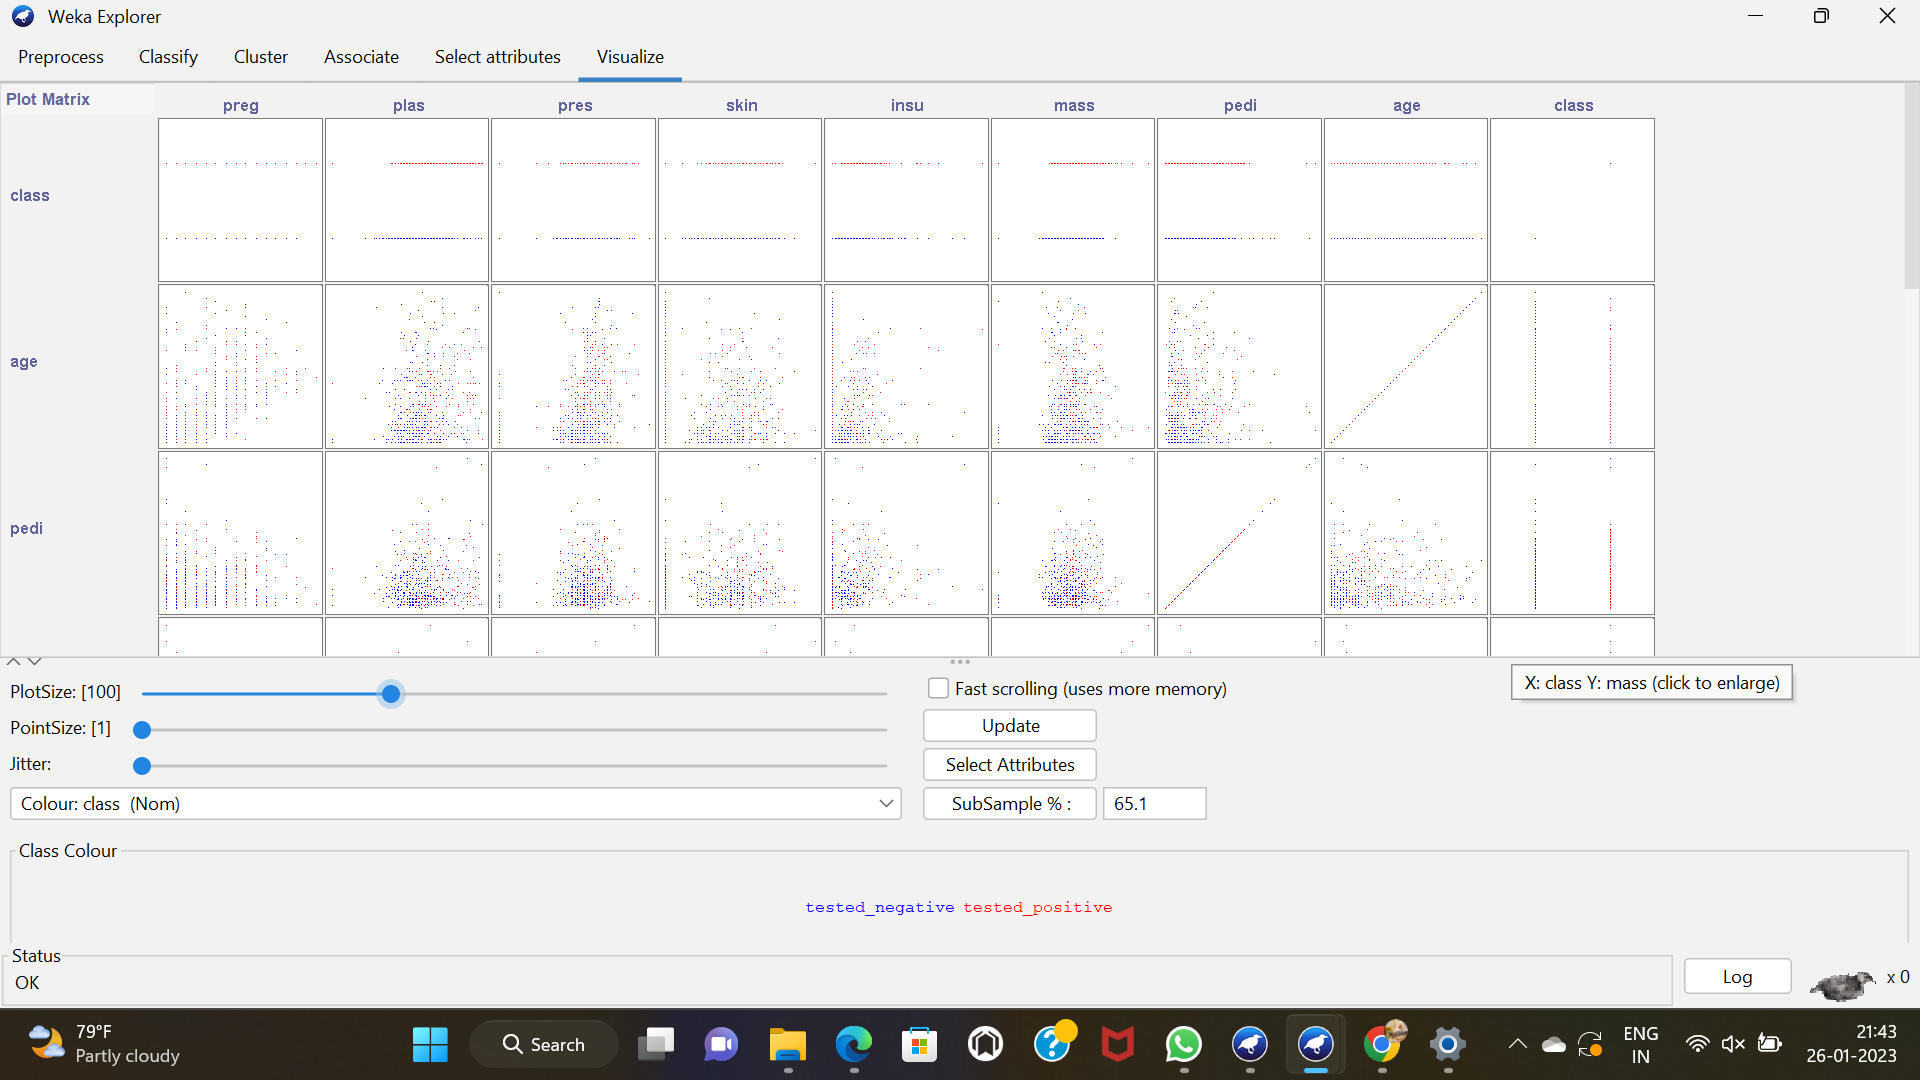 Weka Explorer
Preprocess Classify Cluster Associate Select attributes Visualize
Plot Matrix
preg plas pres skin insu mass pedi age class
class
age
pedi
PlotSize: [100]
Fast scrolling (uses more memory)
X: class Y: mass (click to enlarge)
PointSize: [1]
Update
Jitter:
Select Attributes
Colour: class (Nom)
SubSample % :
65.1
Class Colour
tested_negative tested_positive
Status
OK
Log
x 0
79°F
Partly cloudy
Search
ENG
IN
21:43
26-01-2023